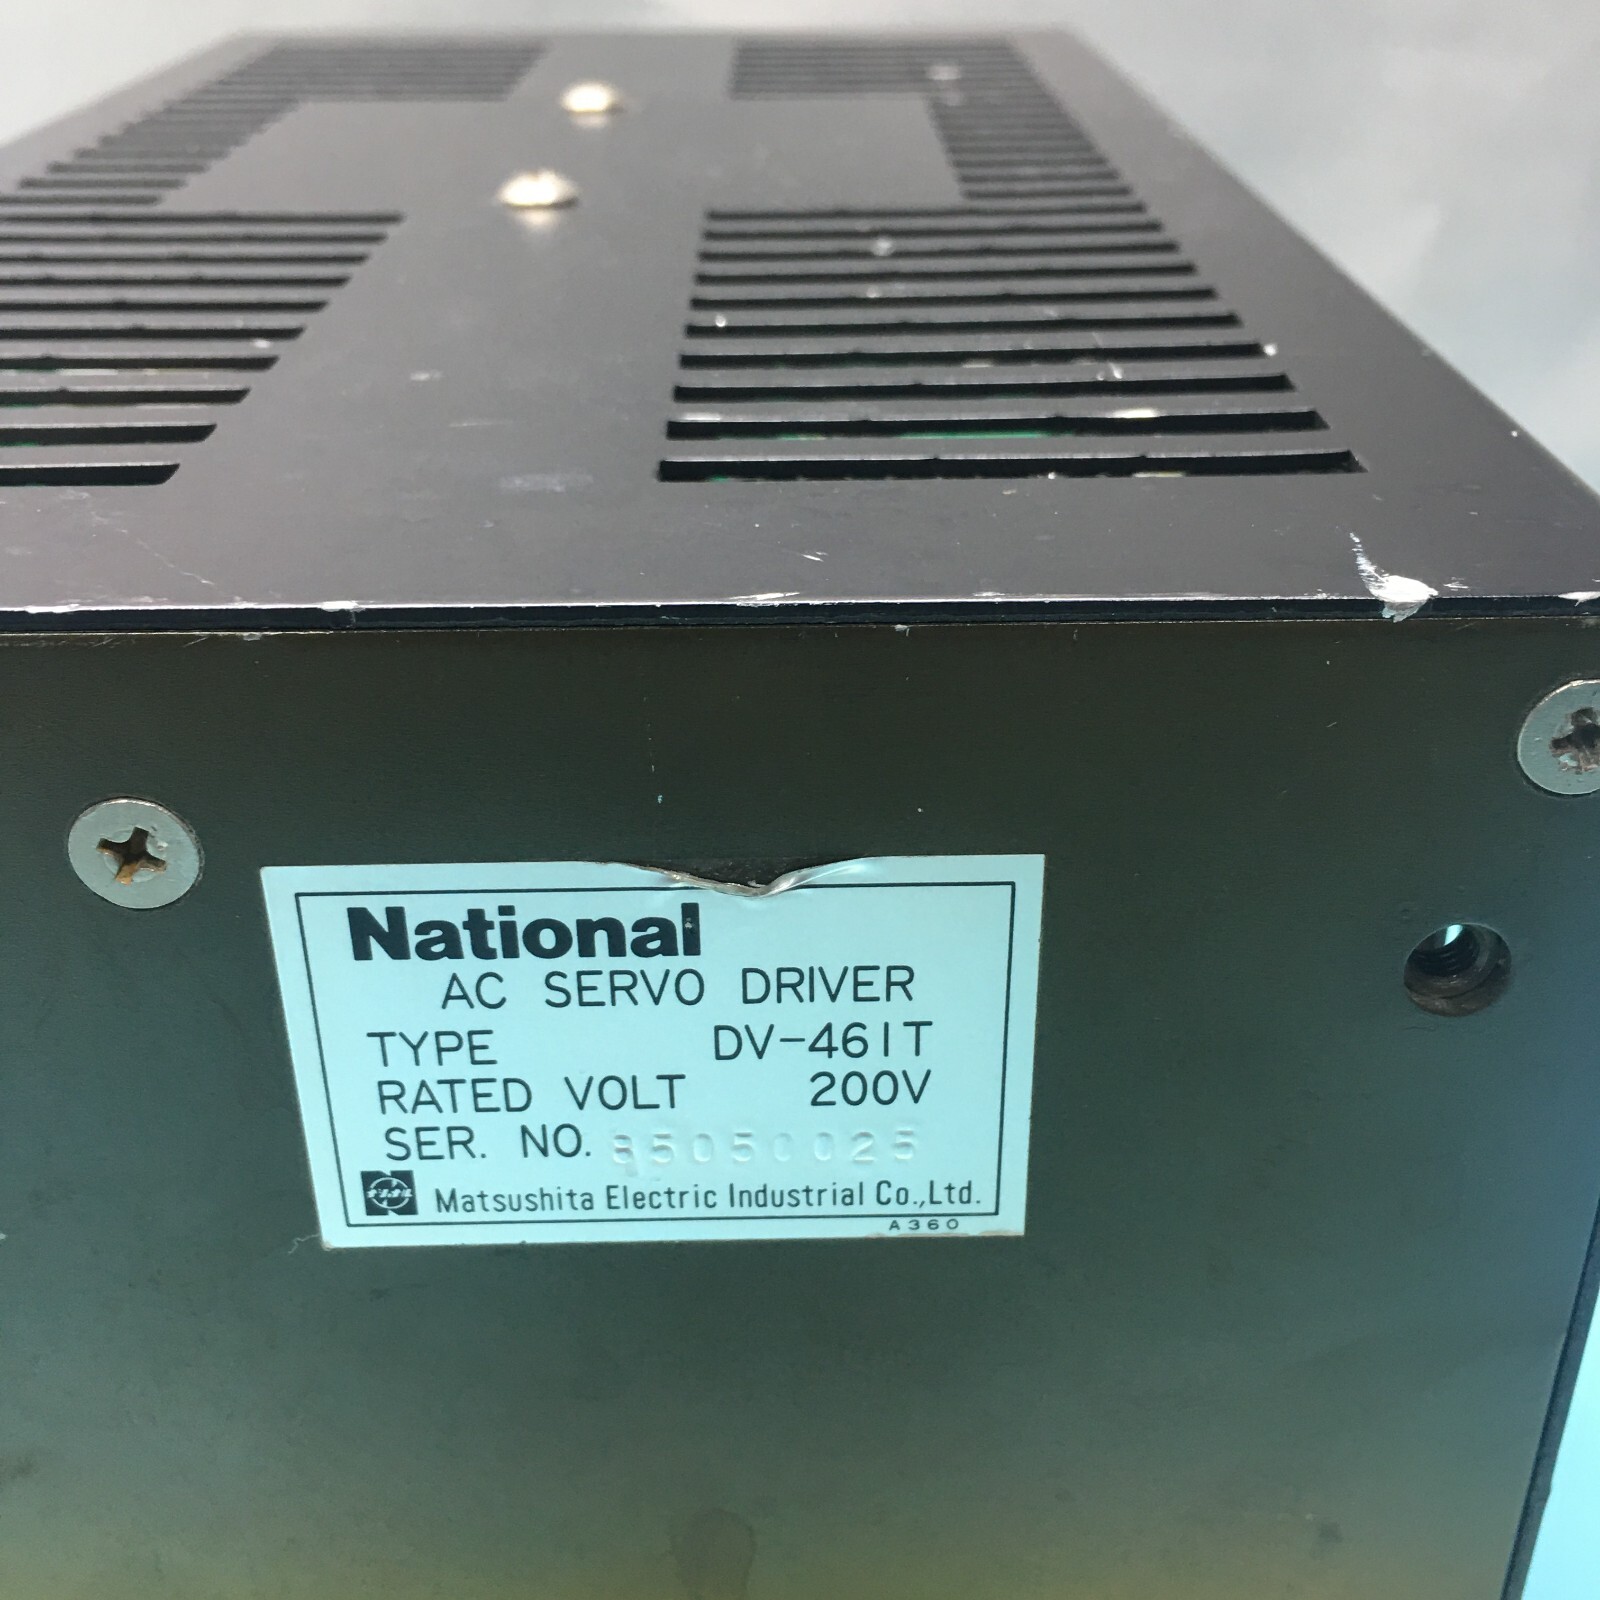 National
AC SERVO DRIVER
TYPE DV-461T
RATED VOLT 200V
SER. NO. 85050025
Matsushita Electric Industrial Co.,Ltd.
A360